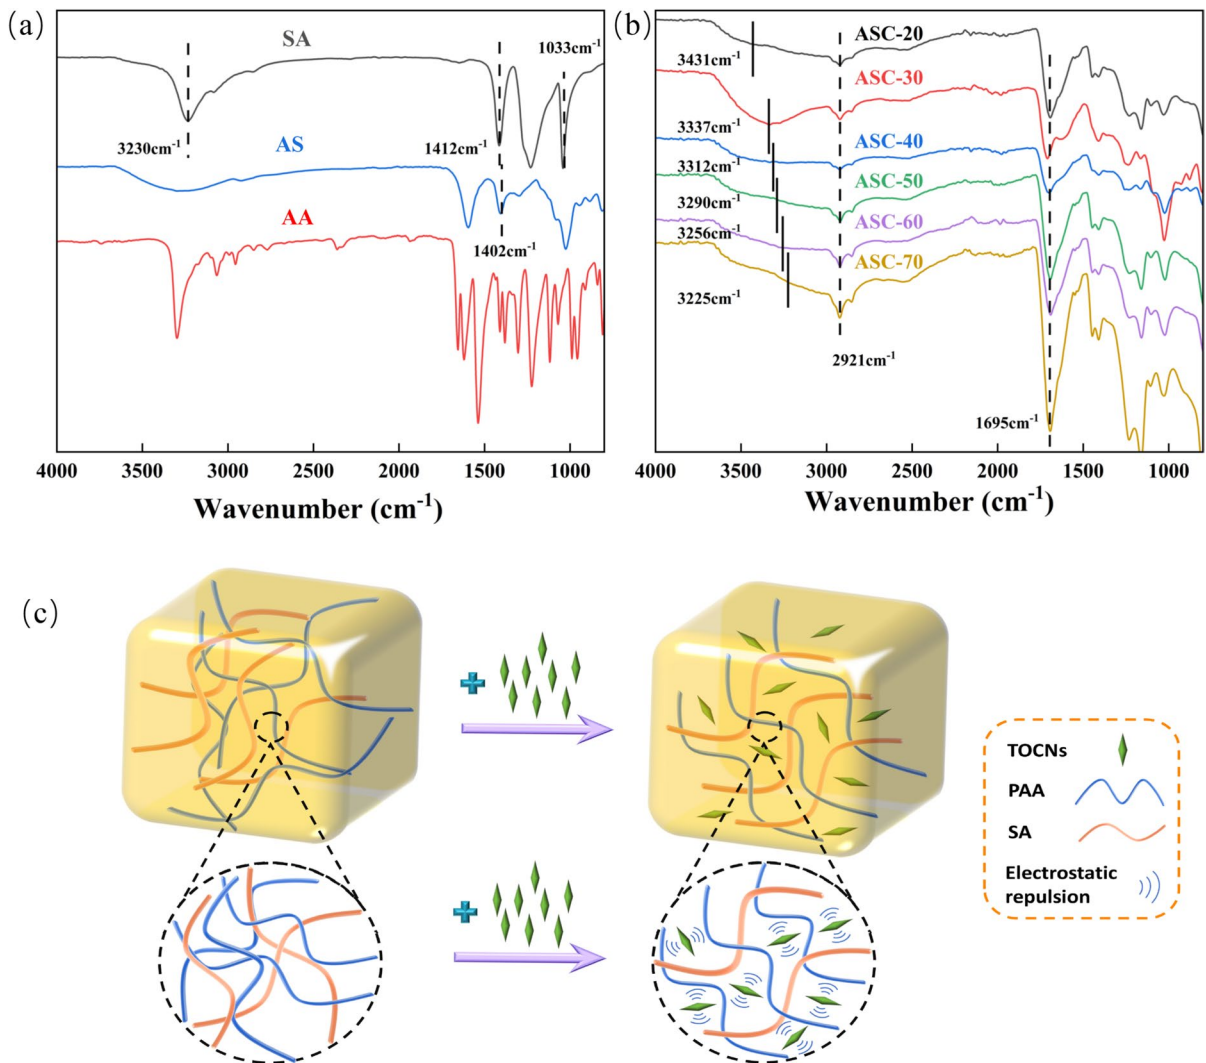 (a)
SA
1033cm-1
3230cm-1
1412cm-1
AS
AA
1402cm-1
4000 3500 3000 2500 2000 1500 1000
Wavenumber (cm-1)
(b)
ASC-20
3431cm-1
ASC-30
3337cm-1
ASC-40
3312cm-1
ASC-50
3290cm-1
ASC-60
3256cm-1
ASC-70
3225cm-1
2921cm-1
1695cm-1
4000 3500 3000 2500 2000 1500 1000
Wavenumber (cm-1)
(c)
TOCNs
PAA
SA
Electrostatic
repulsion